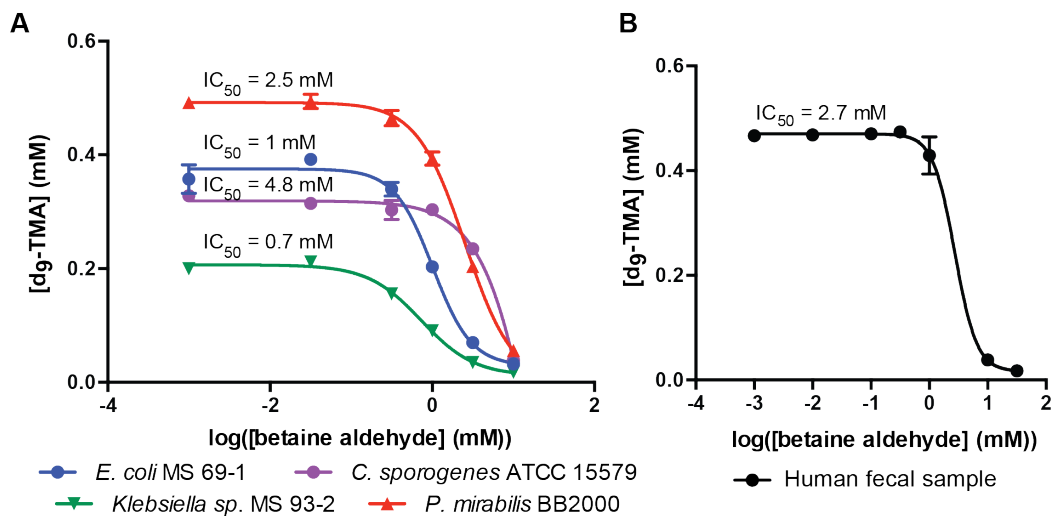 A
B
0.6
0.4
0.2
0.0
[d9-TMA] (mM)
IC50 = 2.5 mM
IC50 = 1 mM
IC50 = 4.8 mM
IC50 = 0.7 mM
-4
-2
0
2
log([betaine aldehyde] (mM))
E. coli MS 69-1
C. sporogenes ATCC 15579
Klebsiella sp. MS 93-2
P. mirabilis BB2000
0.6
0.4
0.2
0.0
[d9-TMA] (mM)
IC50 = 2.7 mM
-4
-3
-2
-1
0
1
2
log([betaine aldehyde] (mM))
Human fecal sample